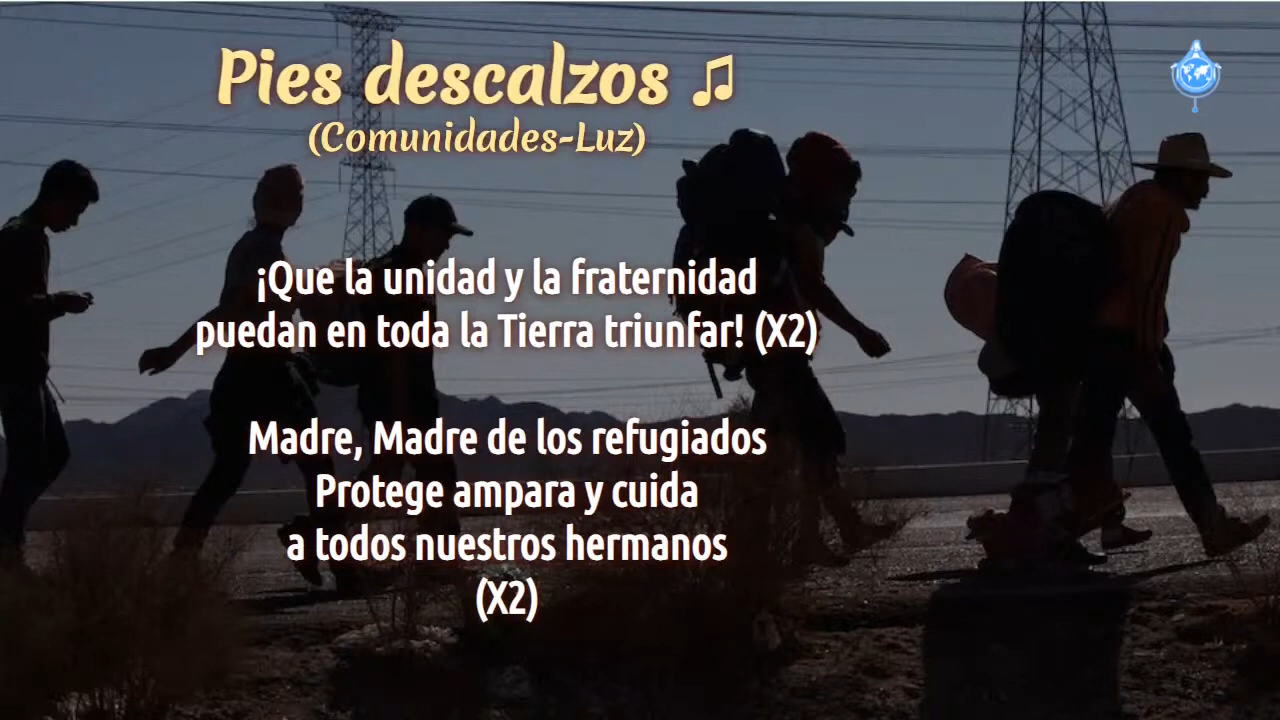 Pies descalzos ♫
(Comunidades-Luz)
¡Que la unidad y la fraternidad
puedan en toda la Tierra triunfar! (X2)
Madre, Madre de los refugiados
Protege ampara y cuida
a todos nuestros hermanos
(X2)